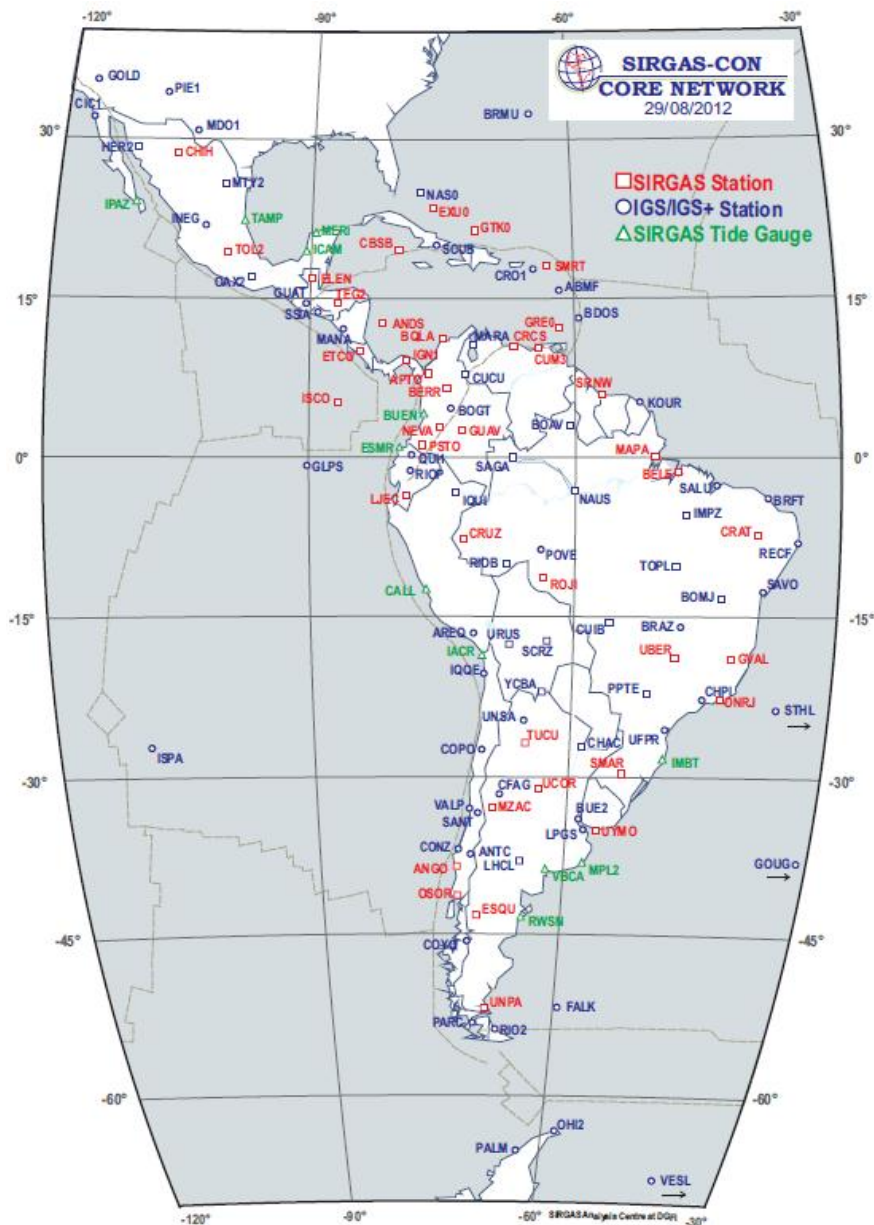 -120°
-90°
-60°
-30°
SIRGAS-CON
CORE NETWORK
29/08/2012
GOLD
PIE1
CIC1
MDO1
BRMU
30°
30°
HER2
CHIH
MTY2
NAS0
SIRGAS Station
IGS/IGS+ Station
SIRGAS Tide Gauge
IPAZ
TAMP
EXU0
INEG
MERI
GTK0
TOL2
ICAM
CBSB
SCUB
OAX2
ELEN
CRO1
SMRT
GUAT
TEG2
ABMF
15°
15°
SSIA
ANDS
BDOS
MANA
BQLA
MARA
GRE0
CRCS
ETCG
IGN1
CUM3
APTO
CUCU
ISCO
BERR
SRNW
KOUR
BUEN
BOGT
BOAV
NEVA
GUAV
ESMR
PSTO
MAPA
0°
0°
GLPS
QUI1
SAGA
BELE
RIOP
SALU
LJEC
IQUI
NAUS
IMPZ
BRFT
CRUZ
CRAT
POVE
RECF
RIOB
TOPL
ROJI
CALL
BOMJ
SAVO
-15°
-15°
AREQ
URUS
CUIB
BRAZ
IACR
SCRZ
UBER
GVAL
IQQE
YCBA
PPTE
CHPI
ONRJ
STHL
UNSA
TUCU
CHAC
UFPR
ISPA
COPO
SMAR
IMBT
-30°
-30°
CFAG
UCOR
VALP
MZAC
BUE2
SANT
LPGS
UYMO
CONZ
ANTC
ANGO
LHCL
VBCA
MPL2
GOUG
OSOR
ESQU
RWSN
-45°
-45°
COYQ
UNPA
FALK
PARC
RIO2
-60°
-60°
OHI2
PALM
VESL
-120°
-90°
-60°
SIRGAS Analysis Centre at DGFI
-30°